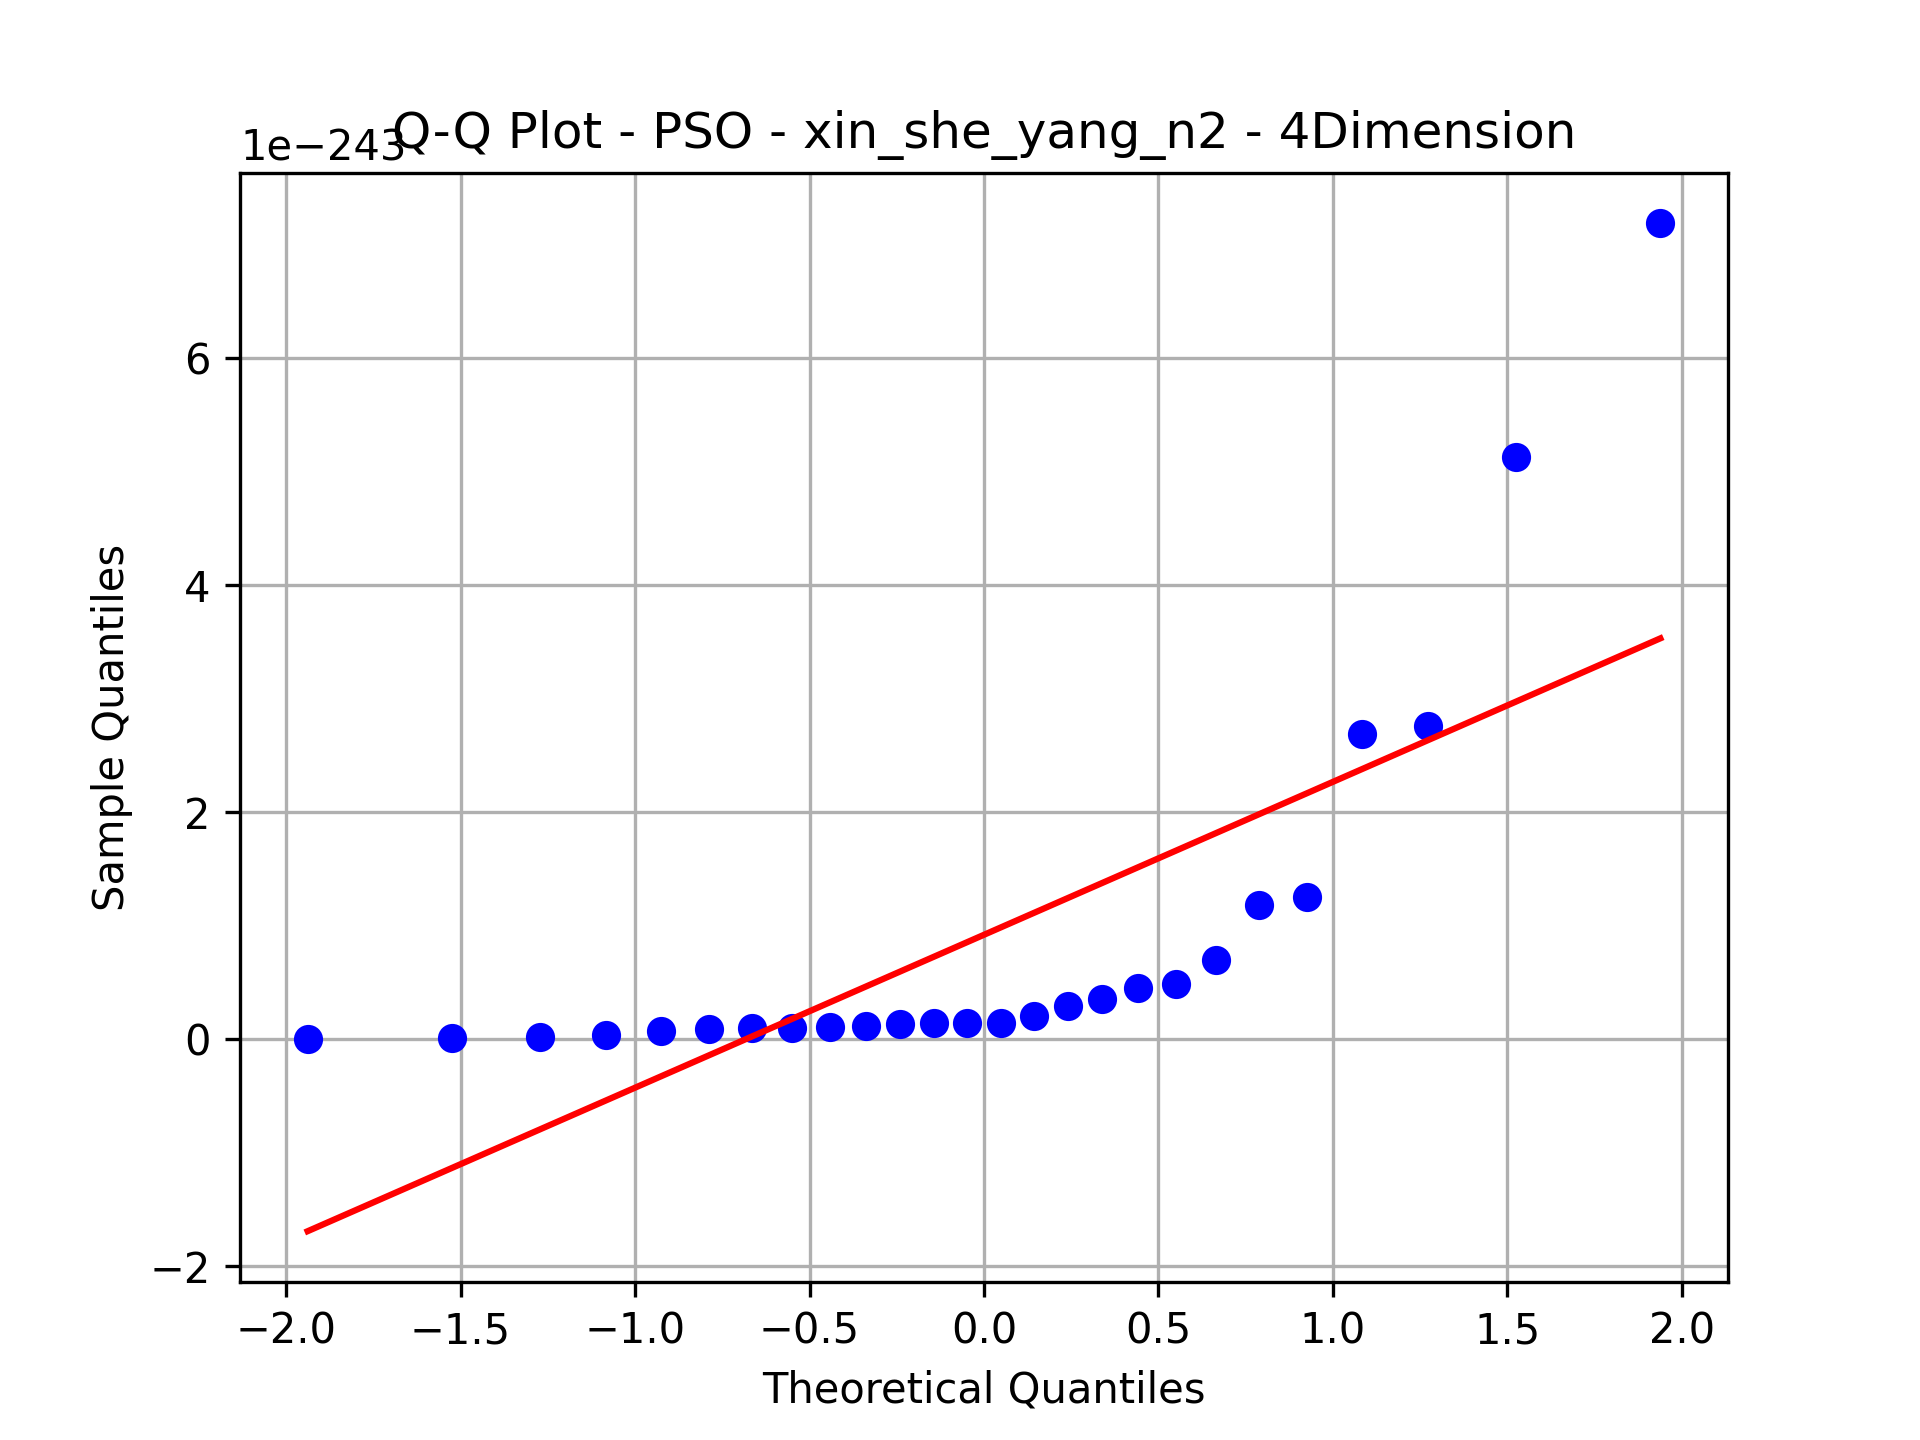 Q-Q Plot - PSO - xin_she_yang_n2 - 4Dimension
1e−243
6
4
2
0
−2
Sample Quantiles
−2.0 −1.5 −1.0 −0.5 0.0 0.5 1.0 1.5 2.0
Theoretical Quantiles